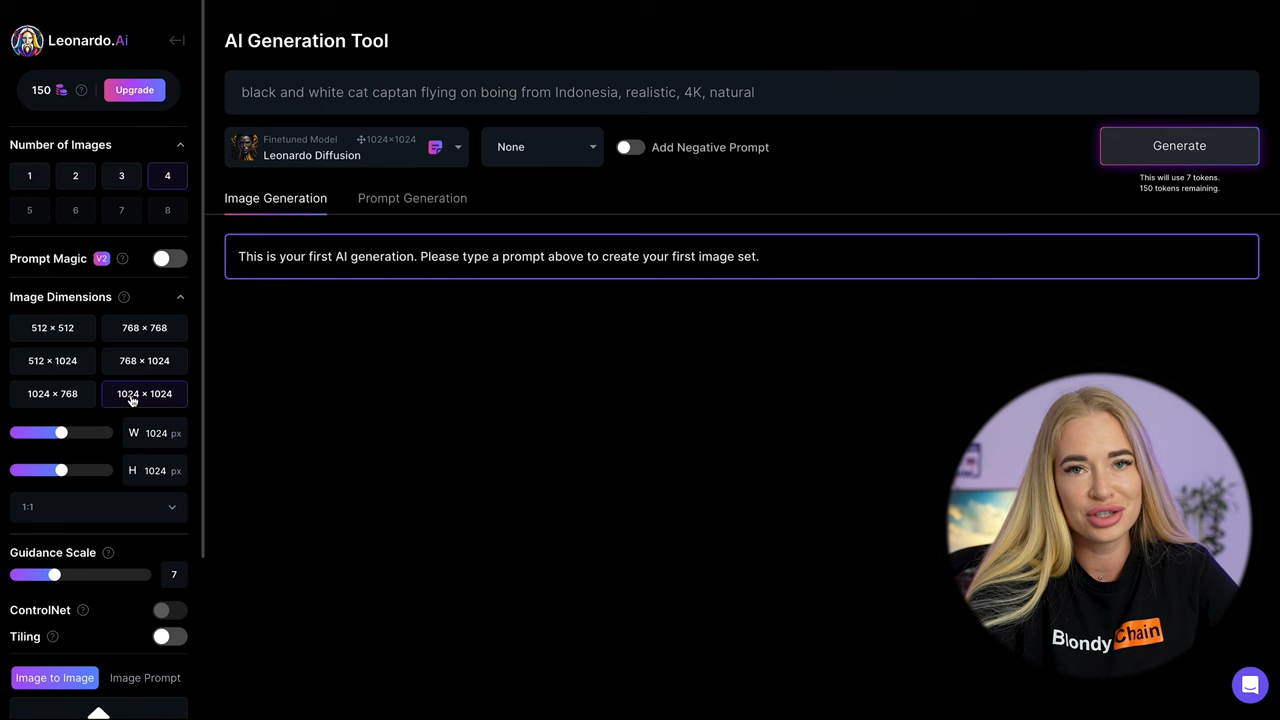 Leonardo.Ai
150
Upgrade
Number of Images
1
2
3
4
5
6
7
8
Prompt Magic V2
Image Dimensions
512 × 512
768 × 768
512 × 1024
768 × 1024
1024 × 768
1024 × 1024
W 1024 px
H 1024 px
1:1
Guidance Scale
7
ControlNet
Tiling
Image to Image
Image Prompt
AI Generation Tool
black and white cat captan flying on boing from Indonesia, realistic, 4K, natural
Finetuned Model
1024×1024
Leonardo Diffusion
None
Add Negative Prompt
Generate
This will use 7 tokens.
150 tokens remaining.
Image Generation
Prompt Generation
This is your first AI generation. Please type a prompt above to create your first image set.
Blondy Chain